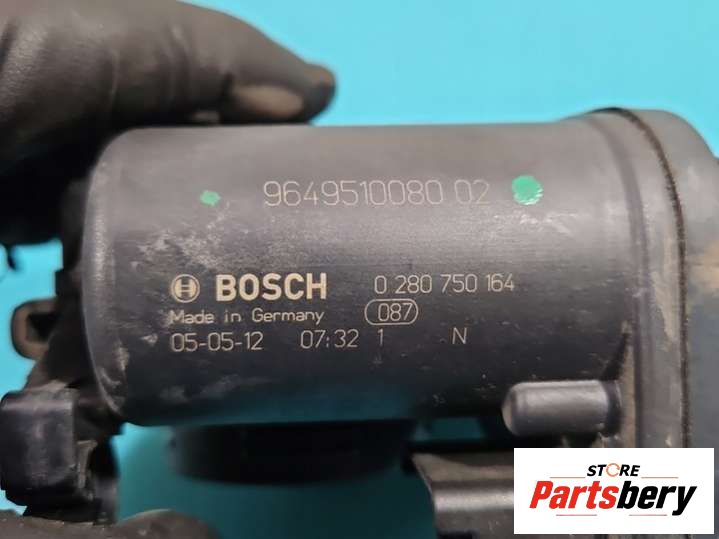 9649510080 02
BOSCH 0 280 750 164
Made in Germany 087
05-05-12 07:32 1 N
STORE
Partsbery